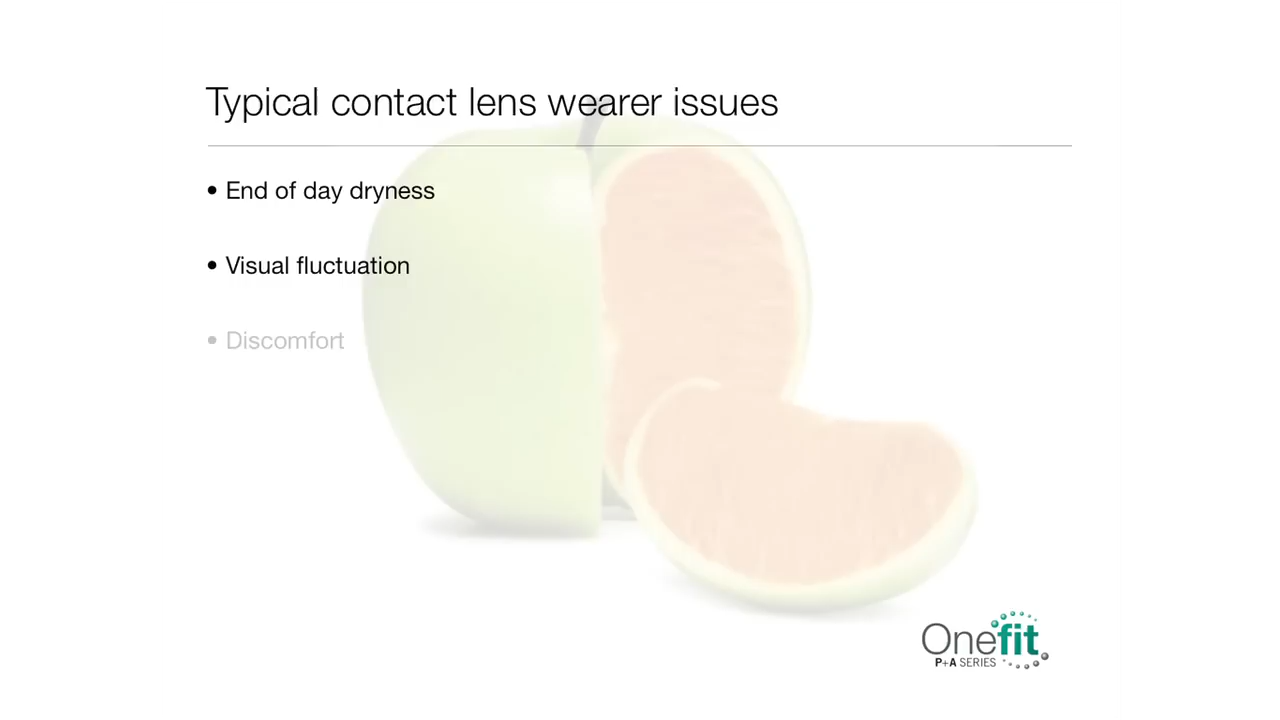 Typical contact lens wearer issues
• End of day dryness
• Visual fluctuation
• Discomfort
Onefit
P+A SERIES